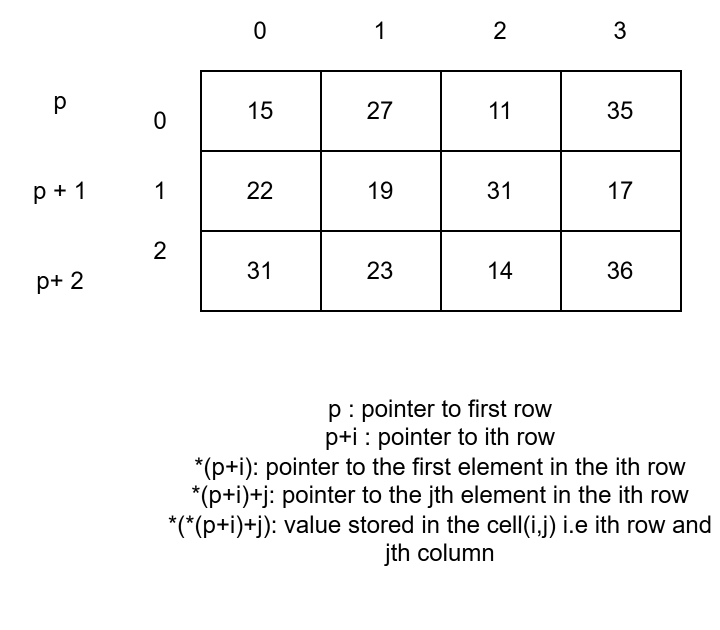 0 1 2 3
p 0 15 27 11 35
p + 1 1 22 19 31 17
p+ 2 2 31 23 14 36
p : pointer to first row
p+i : pointer to ith row
*(p+i): pointer to the first element in the ith row
*(p+i)+j: pointer to the jth element in the ith row
*(*(p+i)+j): value stored in the cell(i,j) i.e ith row and
jth column